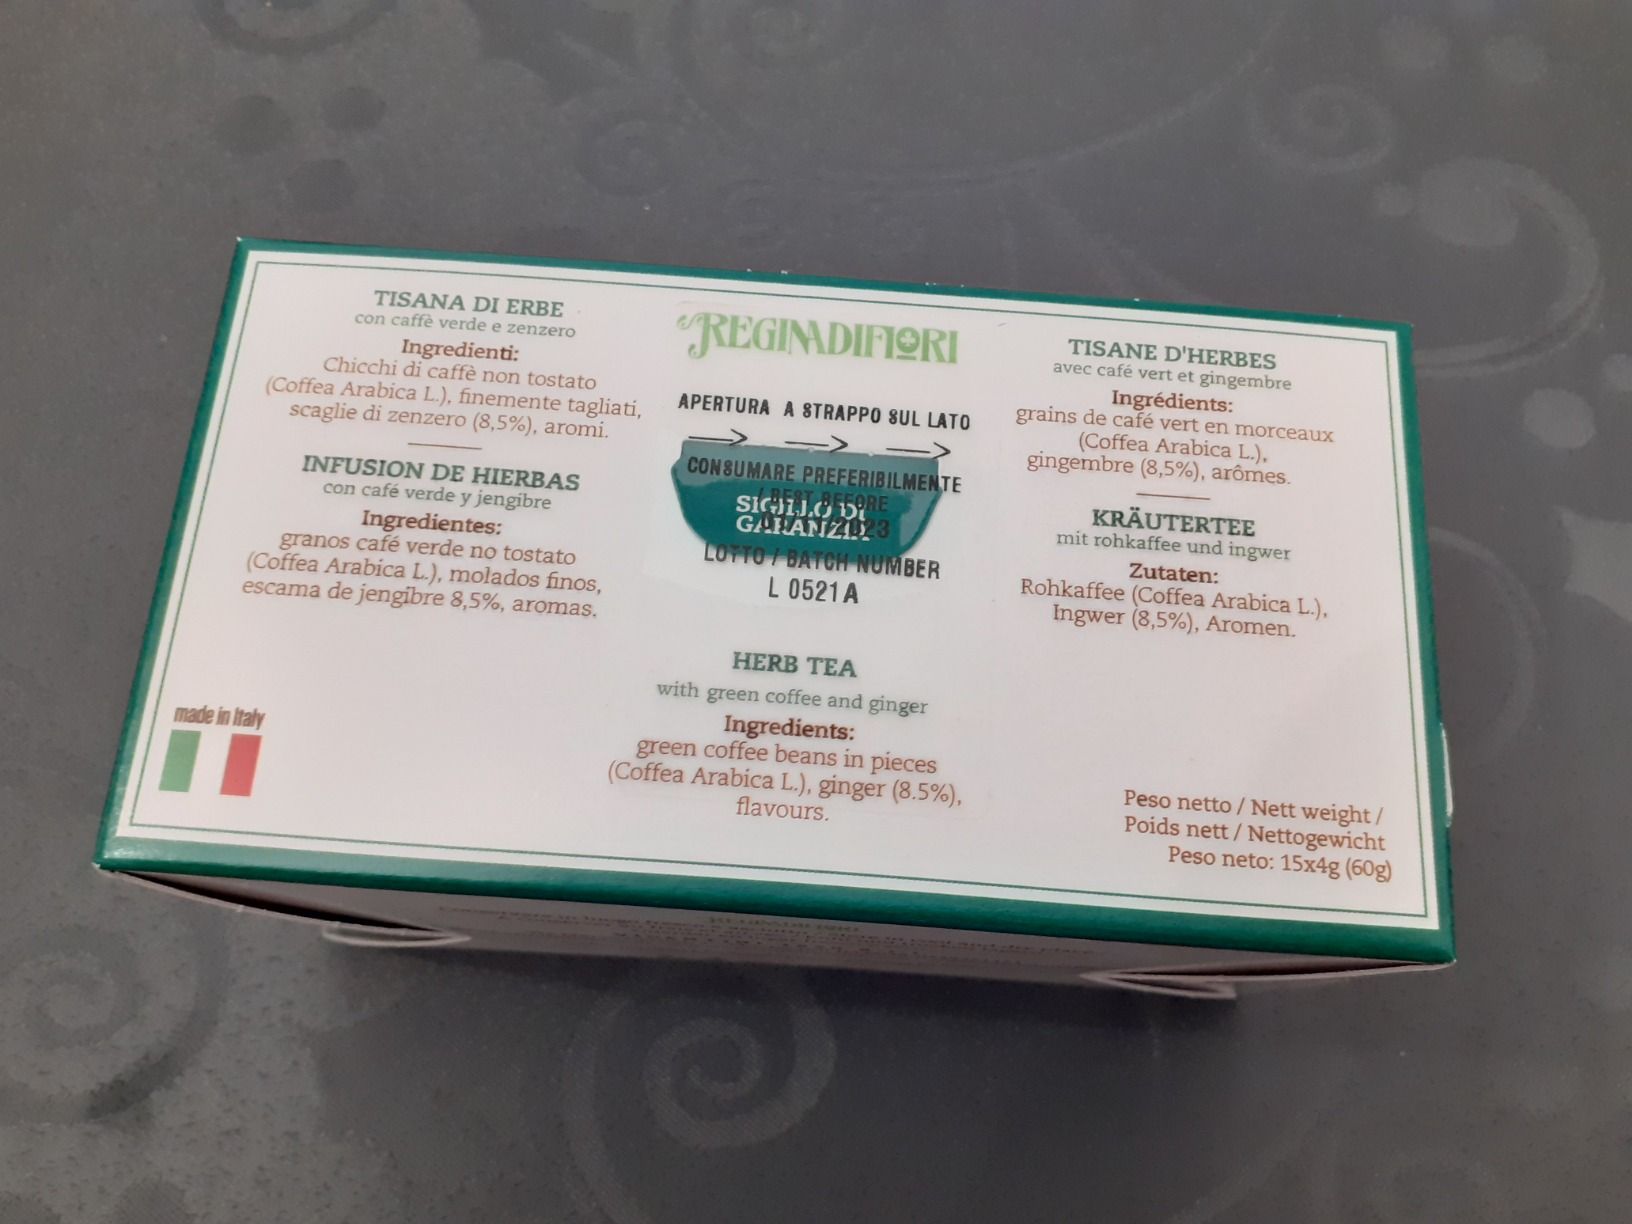 TISANA DI ERBE
con caffè verde e zenzero
Ingredienti:
Chicchi di caffè non tostato
(Coffea Arabica L.), finemente tagliati,
scaglie di zenzero (8,5%), aromi.
INFUSION DE HIERBAS
con café verde y jengibre
Ingredientes:
granos café verde no tostato
(Coffea Arabica L.), molados finos,
escama de jengibre 8,5%, aromas.
made in Italy
REGINADIFIORI
APERTURA A STRAPPO SUL LATO
CONSUMARE PREFERIBILMENTE
/ BEST BEFORE
SIGILLO DI
GARANZIA
LOTTO / BATCH NUMBER
L 0521A
HERB TEA
with green coffee and ginger
Ingredients:
green coffee beans in pieces
(Coffea Arabica L.), ginger (8.5%),
flavours.
TISANE D'HERBES
avec café vert et gingembre
Ingrédients:
grains de café vert en morceaux
(Coffea Arabica L.),
gingembre (8,5%), arômes.
KRÄUTERTEE
mit rohkaffee und ingwer
Zutaten:
Rohkaffee (Coffea Arabica L.),
Ingwer (8,5%), Aromen.
Peso netto / Nett weight /
Poids nett / Nettogewicht
Peso neto: 15x4g (60g)